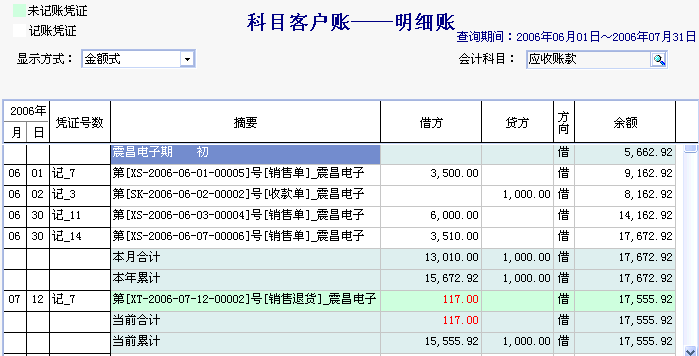 未记账凭证
记账凭证
科目客户账——明细账
查询期间：2006年06月01日～2006年07月31日
显示方式： 金额式 会计科目： 应收账款
2006年 凭证号数 摘要 借方 贷方 方向 余额
月 日
震昌电子期 初 借 5,662.92
06 01 记_7 第[XS-2006-06-01-00005]号[销售单]_震昌电子 3,500.00 借 9,162.92
06 02 记_3 第[SK-2006-06-02-00002]号[收款单]_震昌电子 1,000.00 借 8,162.92
06 30 记_11 第[XS-2006-06-03-00004]号[销售单]_震昌电子 6,000.00 借 14,162.92
06 30 记_14 第[XS-2006-06-07-00006]号[销售单]_震昌电子 3,510.00 借 17,672.92
本月合计 13,010.00 1,000.00 借 17,672.92
本年累计 15,672.92 1,000.00 借 17,672.92
07 12 记_7 第[XT-2006-07-12-00002]号[销售退货]_震昌电子 117.00 借 17,555.92
当前合计 117.00 借 17,555.92
当前累计 15,555.92 1,000.00 借 17,555.92